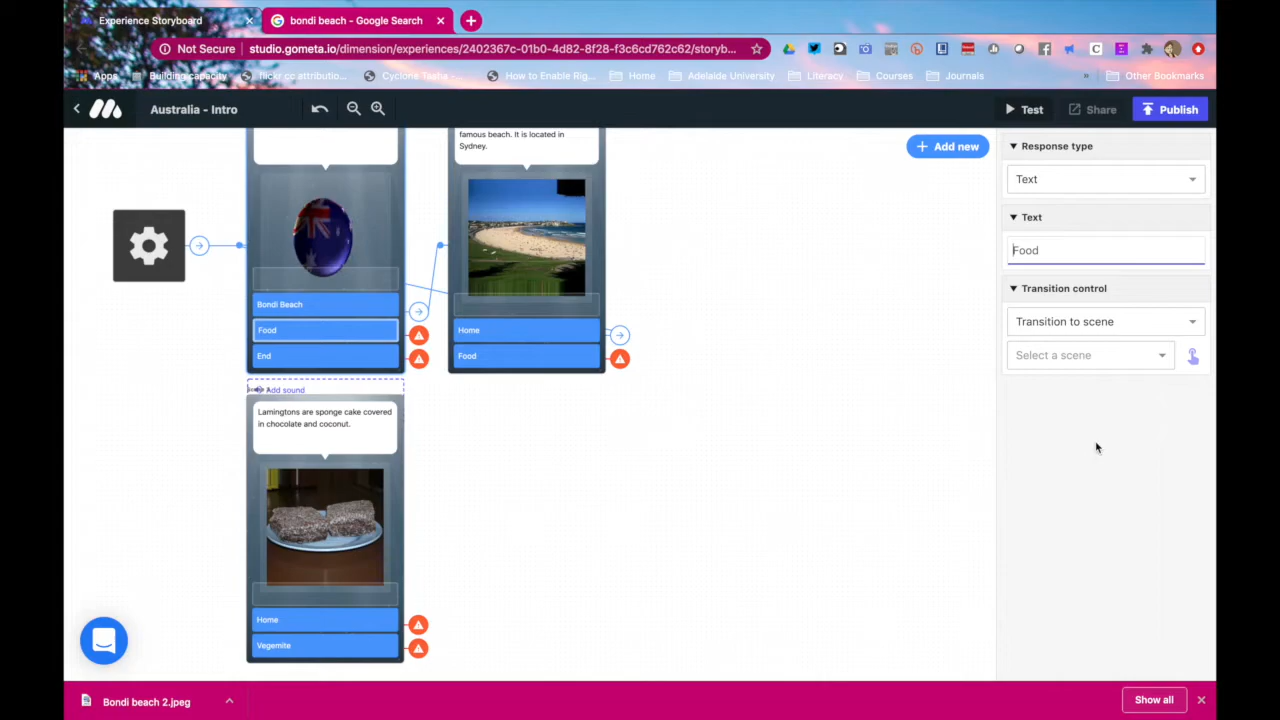 Experience Storyboard
bondi beach - Google Search
Not Secure
studio.gometa.io/dimension/experiences/2402367c-01b0-4d82-8f28-f3c6cd762c62/storyb...
Apps
Building capacity
flickr cc attributio...
Cyclone Tasha -...
How to Enable Rig...
Home
Adelaide University
Literacy
Courses
Journals
»
Other Bookmarks
Australia - Intro
Test
Share
Publish
famous beach. It is located in
Sydney.
Add new
Response type
Text
Text
Food
Transition control
Transition to scene
Select a scene
Bondi Beach
Food
End
Home
Food
Add sound
Lamingtons are sponge cake covered
in chocolate and coconut.
Home
Vegemite
Bondi beach 2.jpeg
Show all